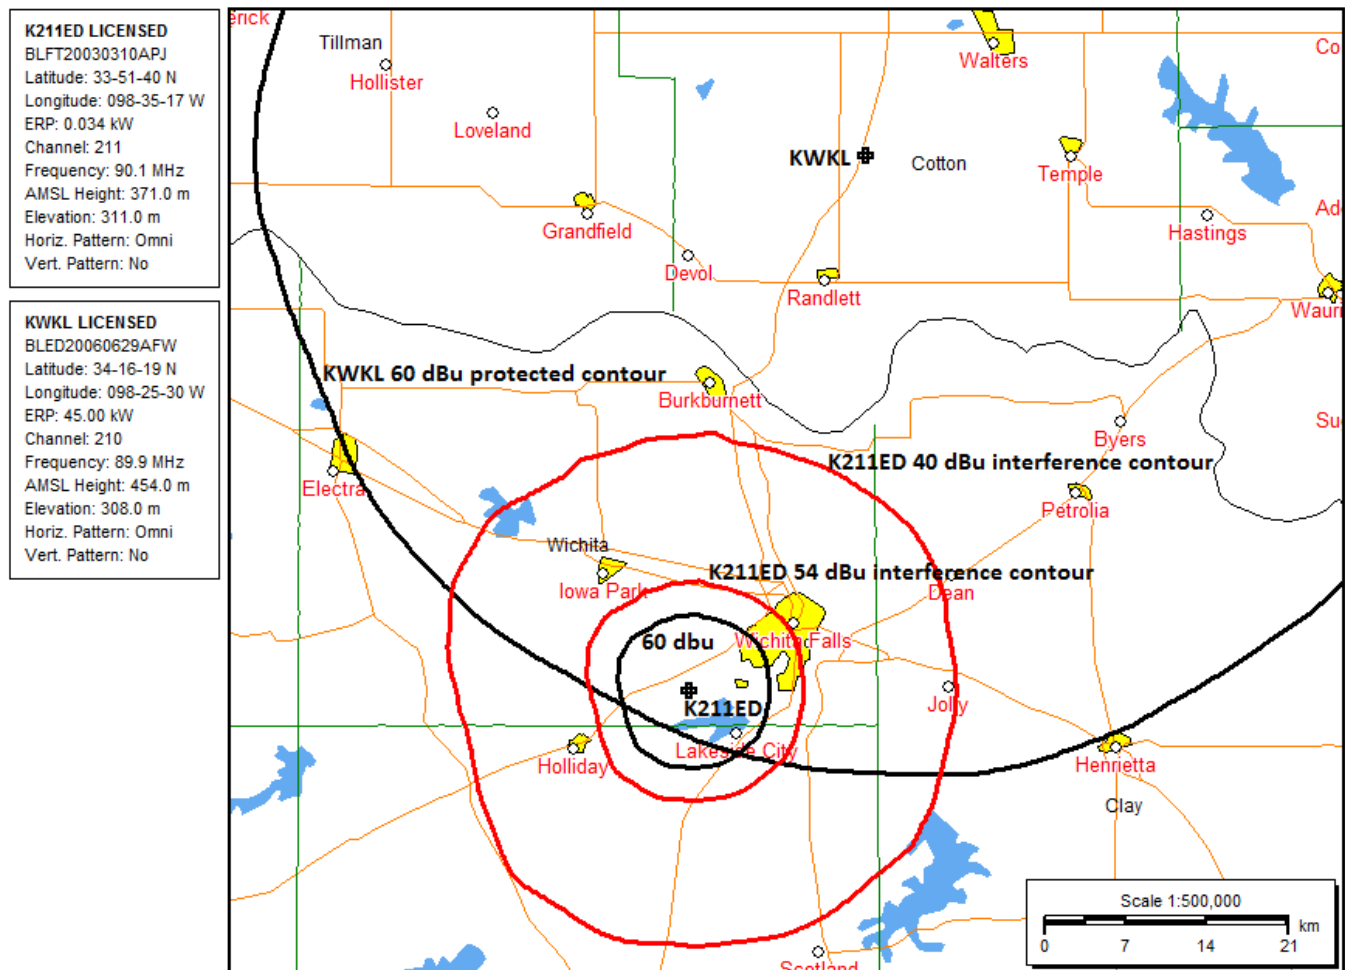 K211ED LICENSED
BLFT20030310APJ
Latitude: 33-51-40 N
Longitude: 098-35-17 W
ERP: 0.034 kW
Channel: 211
Frequency: 90.1 MHz
AMSL Height: 371.0 m
Elevation: 311.0 m
Horiz. Pattern: Omni
Vert. Pattern: No
KWKL LICENSED
BLED20060629AFW
Latitude: 34-16-19 N
Longitude: 098-25-30 W
ERP: 45.00 kW
Channel: 210
Frequency: 89.9 MHz
AMSL Height: 454.0 m
Elevation: 308.0 m
Horiz. Pattern: Omni
Vert. Pattern: No
erick
Tillman
Hollister
Loveland
Walters
Co
KWKL
Cotton
Temple
Grandfield
Hastings
Ad
Devol
Randlett
Wauri
KWKL 60 dBu protected contour
Burkburnett
Byers
Su
K211ED 40 dBu interference contour
Electra
Petrolia
Wichita
Iowa Park
K211ED 54 dBu interference contour
Dean
60 dbu
Wichita Falls
K211ED
Jolly
Holliday
Lakeside City
Henrietta
Clay
Scotland
Scale 1:500,000
km
0 7 14 21